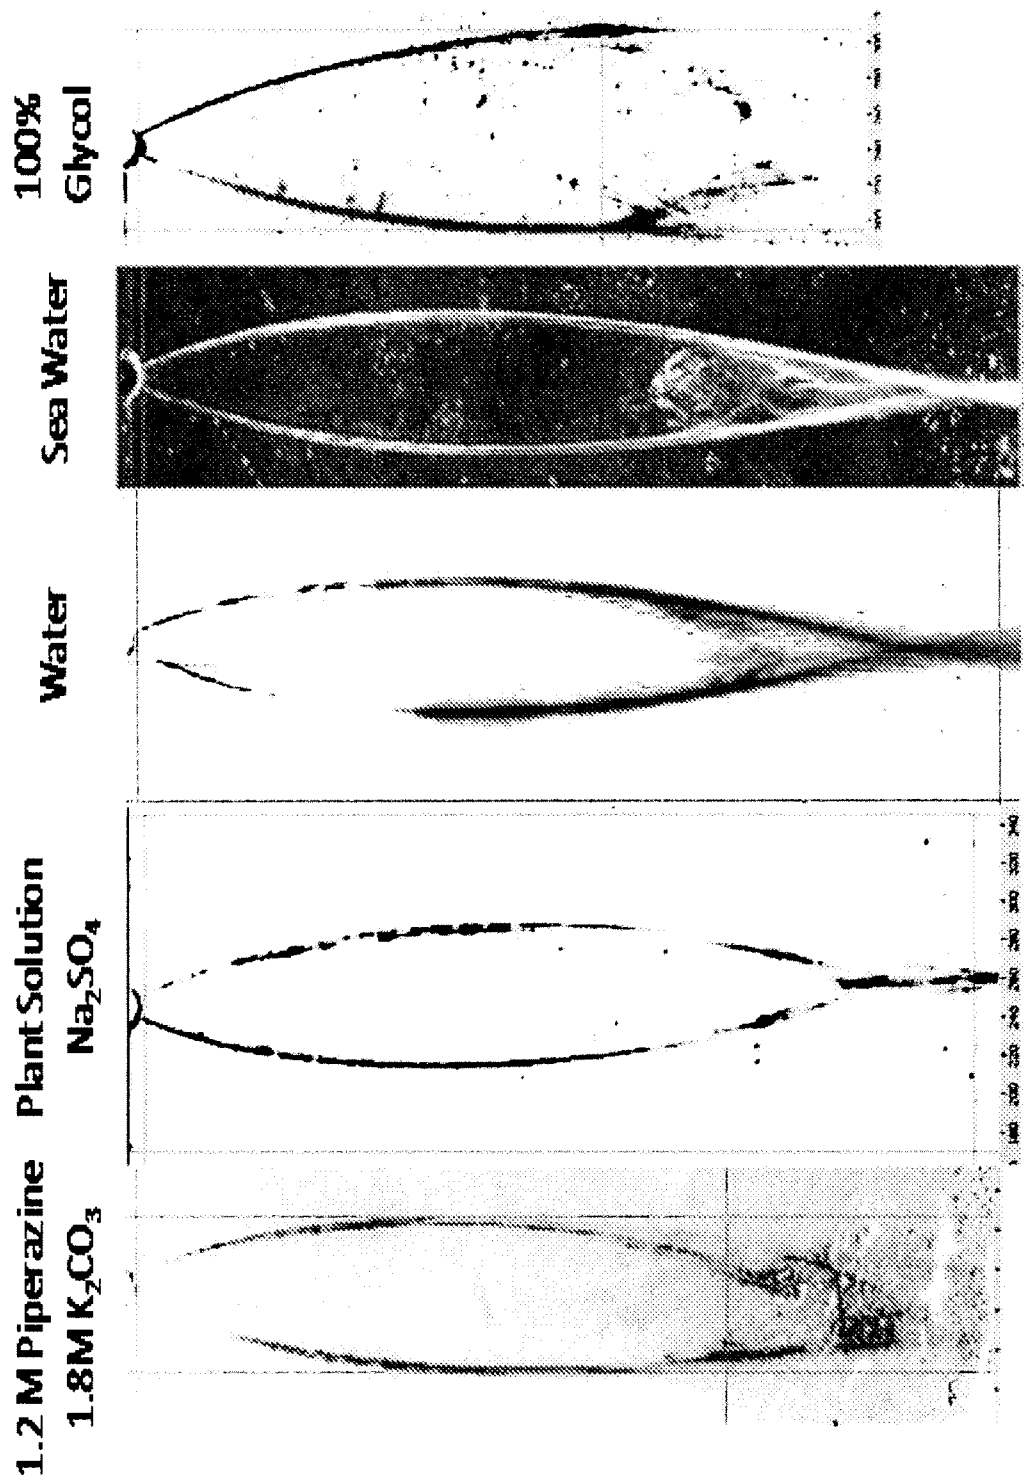 1.2 M Piperazine
1.8M K₂CO₃
Plant Solution
Na₂SO₄
Water
Sea Water
100%
Glycol